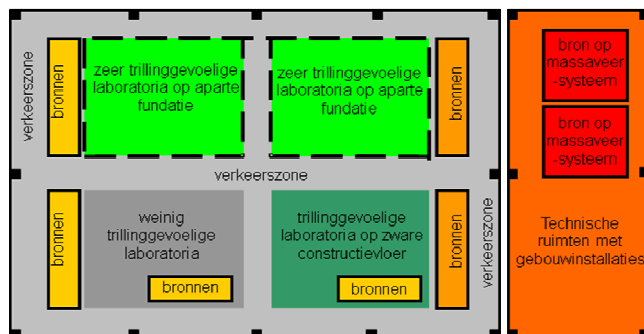 verkeerszone
bronnen
zeer trillinggevoelige
laboratoria op aparte
fundatie
zeer trillinggevoelige
laboratoria op aparte
fundatie
bronnen
bron op
massaveer
-systeem
bron op
massaveer
-systeem
verkeerszone
bronnen
weinig
trillinggevoelige
laboratoria
bronnen
trillinggevoelige
laboratoria op zware
constructievloer
bronnen
bronnen
verkeerszone
Technische
ruimten met
gebouwinstallaties